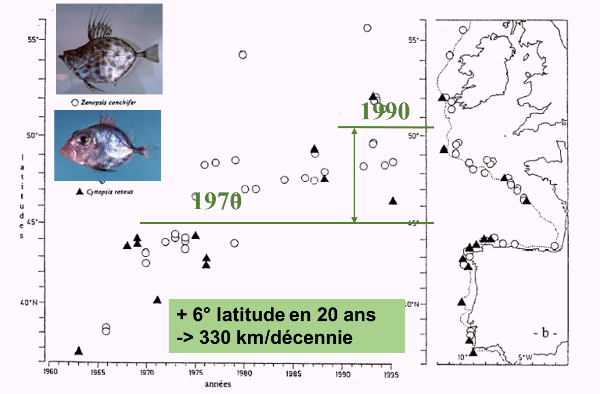 55°
Zenopsis conchifer
Cyttopsis roseus
50°
latitudes
45°
40°N
1990
1970
+ 6° latitude en 20 ans
-> 330 km/décennie
1960 1965 1970 1975 1980 1985 1990 1995
années
55°
50°
45°
40°N
- b -
10° 5°W